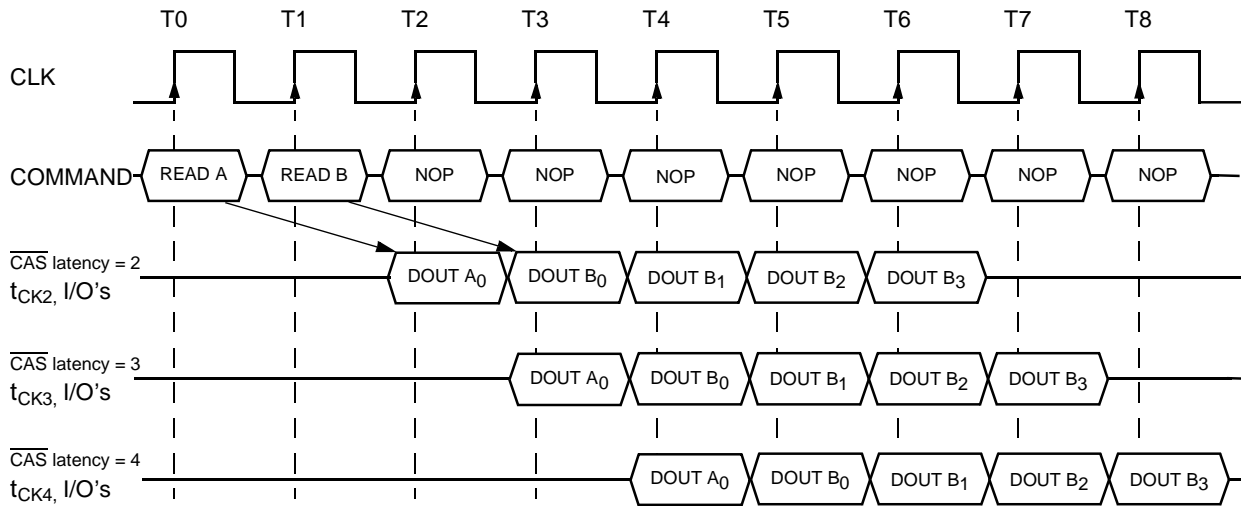 T0 T1 T2 T3 T4 T5 T6 T7 T8
CLK
COMMAND READ A READ B NOP NOP NOP NOP NOP NOP NOP
CAS latency = 2
tCK2, I/O's DOUT A0 DOUT B0 DOUT B1 DOUT B2 DOUT B3
CAS latency = 3
tCK3, I/O's DOUT A0 DOUT B0 DOUT B1 DOUT B2 DOUT B3
CAS latency = 4
tCK4, I/O's DOUT A0 DOUT B0 DOUT B1 DOUT B2 DOUT B3